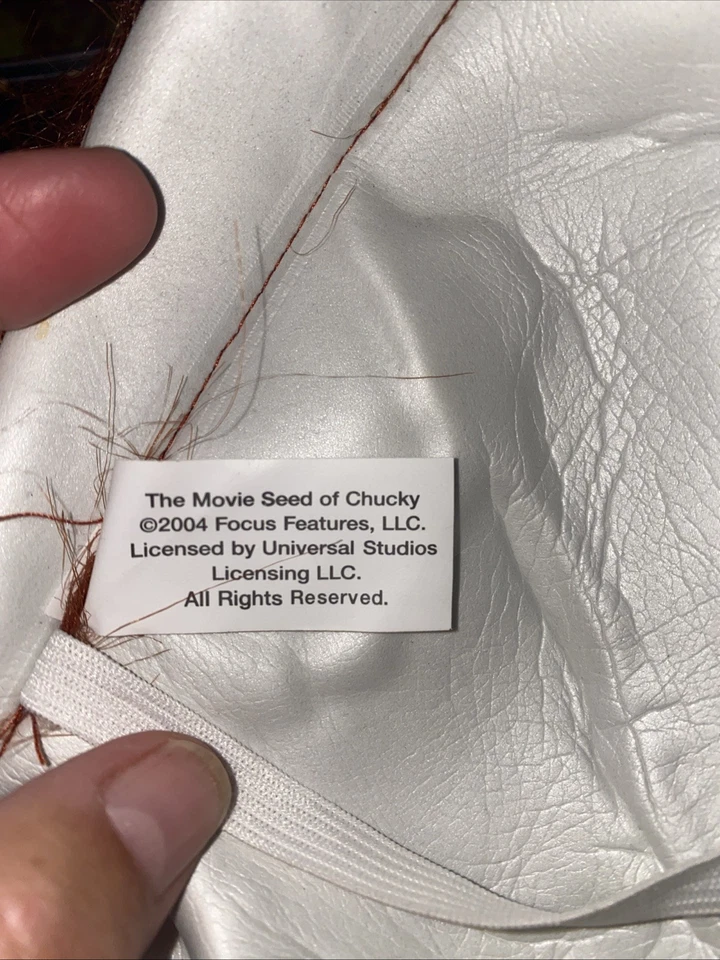 The Movie Seed of Chucky
©2004 Focus Features, LLC.
Licensed by Universal Studios
Licensing LLC.
All Rights Reserved.